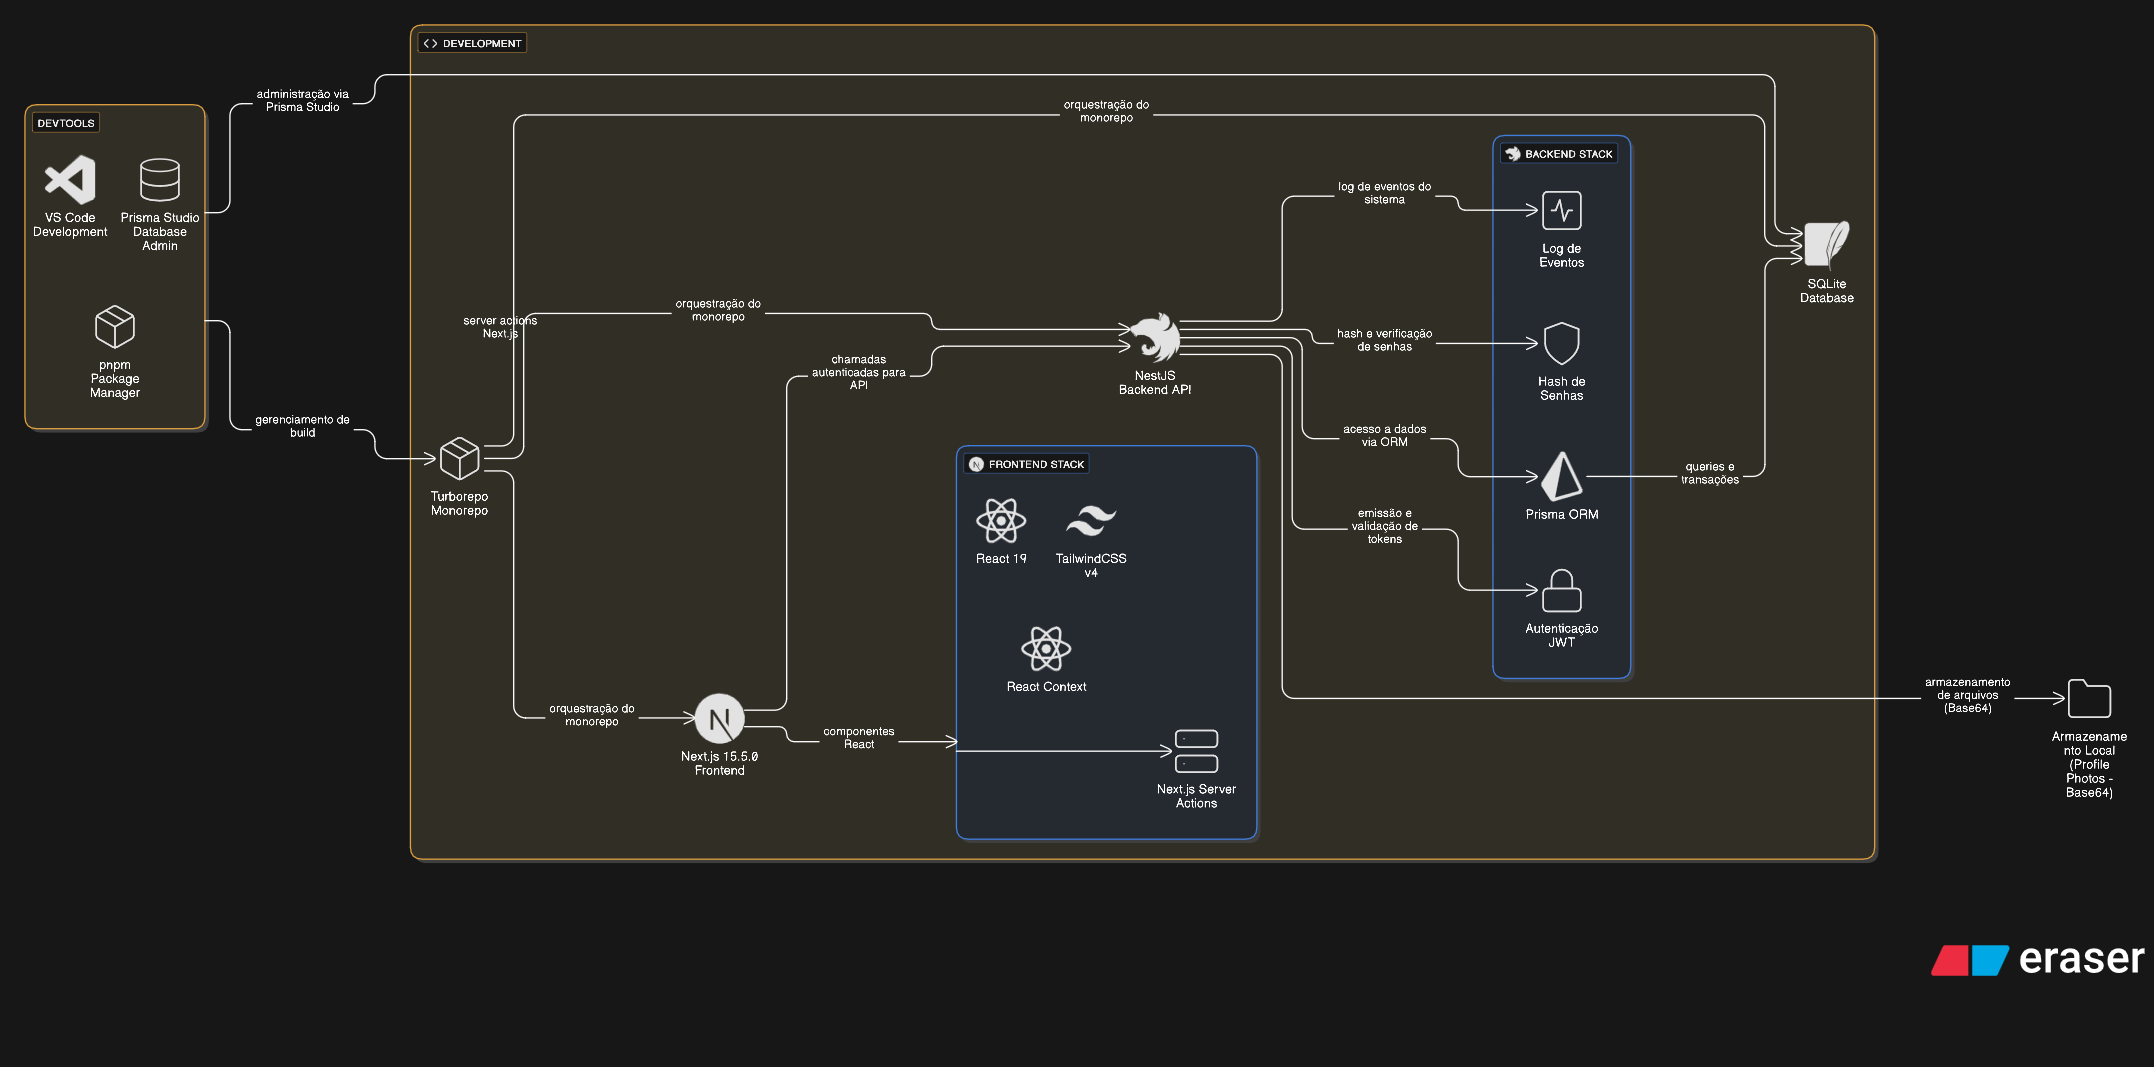 DEVELOPMENT
administração via
Prisma Studio
orquestração do
monorepo
DEVTOOLS
VS Code
Development
Prisma Studio
Database
Admin
pnpm
Package
Manager
gerenciamento de
build
Turborepo
Monorepo
server actions
Next.js
orquestração do
monorepo
chamadas
autenticadas para
API
NestJS
Backend API
orquestração do
monorepo
Next.js 15.5.0
Frontend
componentes
React
FRONTEND STACK
React 19
TailwindCSS
v4
React Context
Next.js Server
Actions
log de eventos do
sistema
hash e verificação
de senhas
acesso a dados
via ORM
emissão e
validação de
tokens
BACKEND STACK
Log de
Eventos
Hash de
Senhas
Prisma ORM
Autenticação
JWT
queries e
transações
SQLite
Database
armazenamento
de arquivos
(Base64)
Armazename
nto Local
(Profile
Photos -
Base64)
eraser